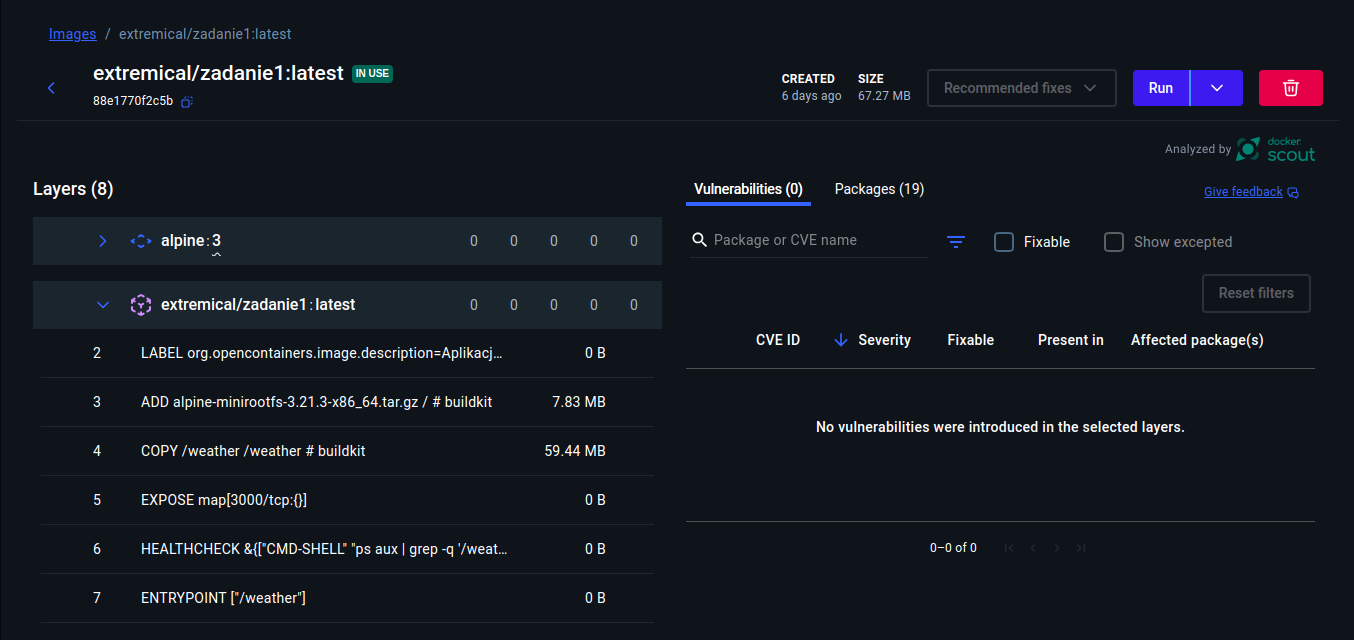 Images / extremical/zadanie1:latest
extremical/zadanie1:latest IN USE
88e1770f2c5b
CREATED
6 days ago
SIZE
67.27 MB
Recommended fixes
Run
Analyzed by docker scout
Layers (8)
Vulnerabilities (0) Packages (19)
Give feedback
alpine:3 0 0 0 0 0
Package or CVE name
Fixable
Show excepted
Reset filters
extremical/zadanie1:latest 0 0 0 0 0
CVE ID Severity Fixable Present in Affected package(s)
2 LABEL org.opencontainers.image.description=Aplikacj... 0 B
3 ADD alpine-minirootfs-3.21.3-x86_64.tar.gz / # buildkit 7.83 MB
No vulnerabilities were introduced in the selected layers.
4 COPY /weather /weather # buildkit 59.44 MB
5 EXPOSE map[3000/tcp:{}] 0 B
6 HEALTHCHECK &{["CMD-SHELL" "ps aux | grep -q '/weat... 0 B
0–0 of 0
7 ENTRYPOINT ["/weather"] 0 B